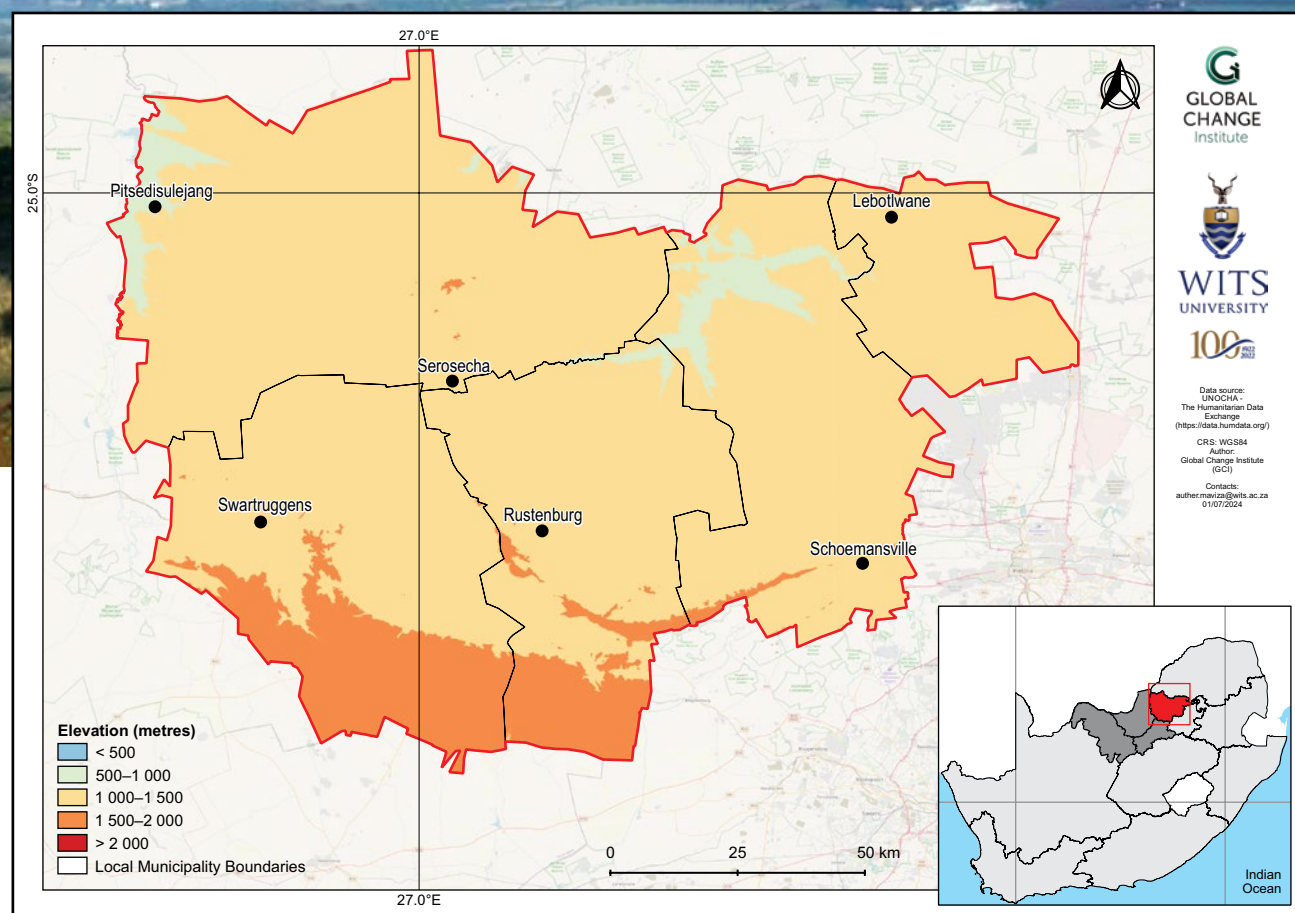 27.0°E
25.0°S
Pitsedisulejang
Lebotlwane
Serosecha
Swartruggens
Rustenburg
Schoemansville
Elevation (metres)
< 500
500–1 000
1 000–1 500
1 500–2 000
> 2 000
Local Municipality Boundaries
0 25 50 km
27.0°E
GLOBAL
CHANGE
Institute
WITS
UNIVERSITY
100 1922
2022
Data source:
UNOCHA -
The Humanitarian Data
Exchange
(https://data.humdata.org/)
CRS: WGS84
Author:
Global Change Institute
(GCI)
Contacts:
auther.maviza@wits.ac.za
01/07/2024
Indian
Ocean